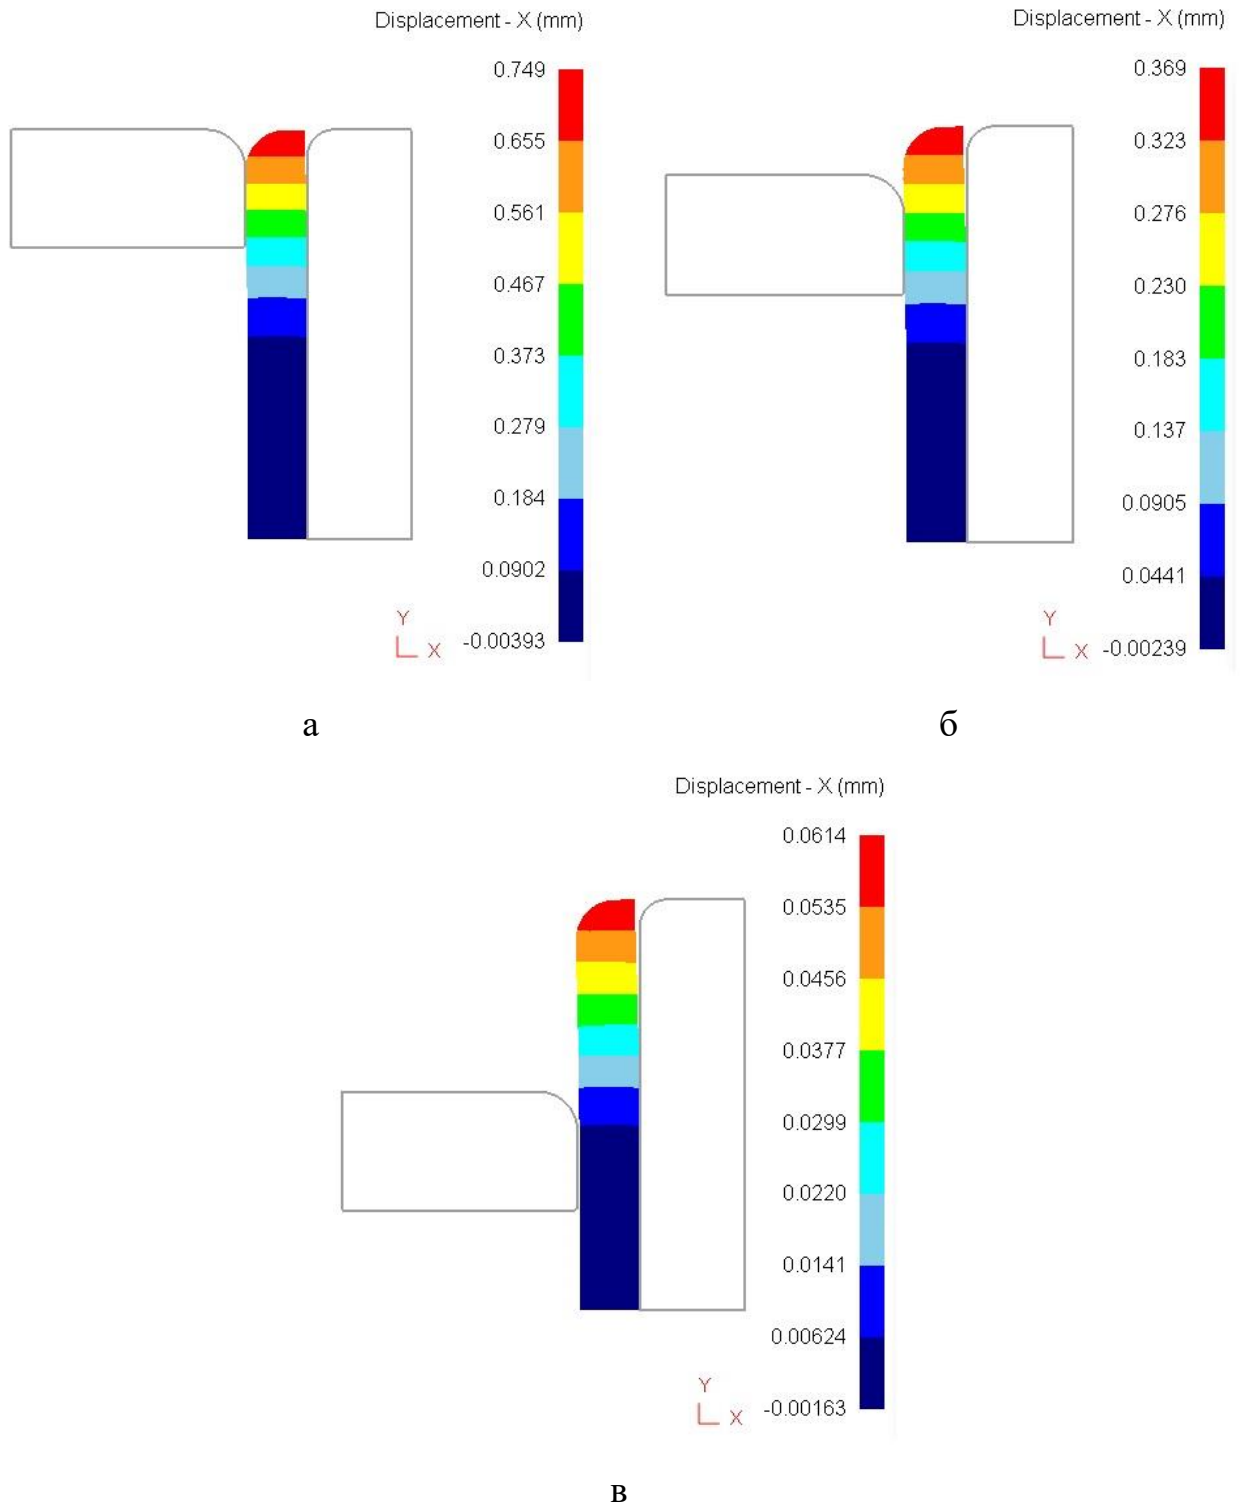 Displacement - X (mm)
0.749
0.655
0.561
0.467
0.373
0.279
0.184
0.0902
-0.00393
Y
X
а
Displacement - X (mm)
0.369
0.323
0.276
0.230
0.183
0.137
0.0905
0.0441
-0.00239
Y
X
б
Displacement - X (mm)
0.0614
0.0535
0.0456
0.0377
0.0299
0.0220
0.0141
0.00624
-0.00163
Y
X
в